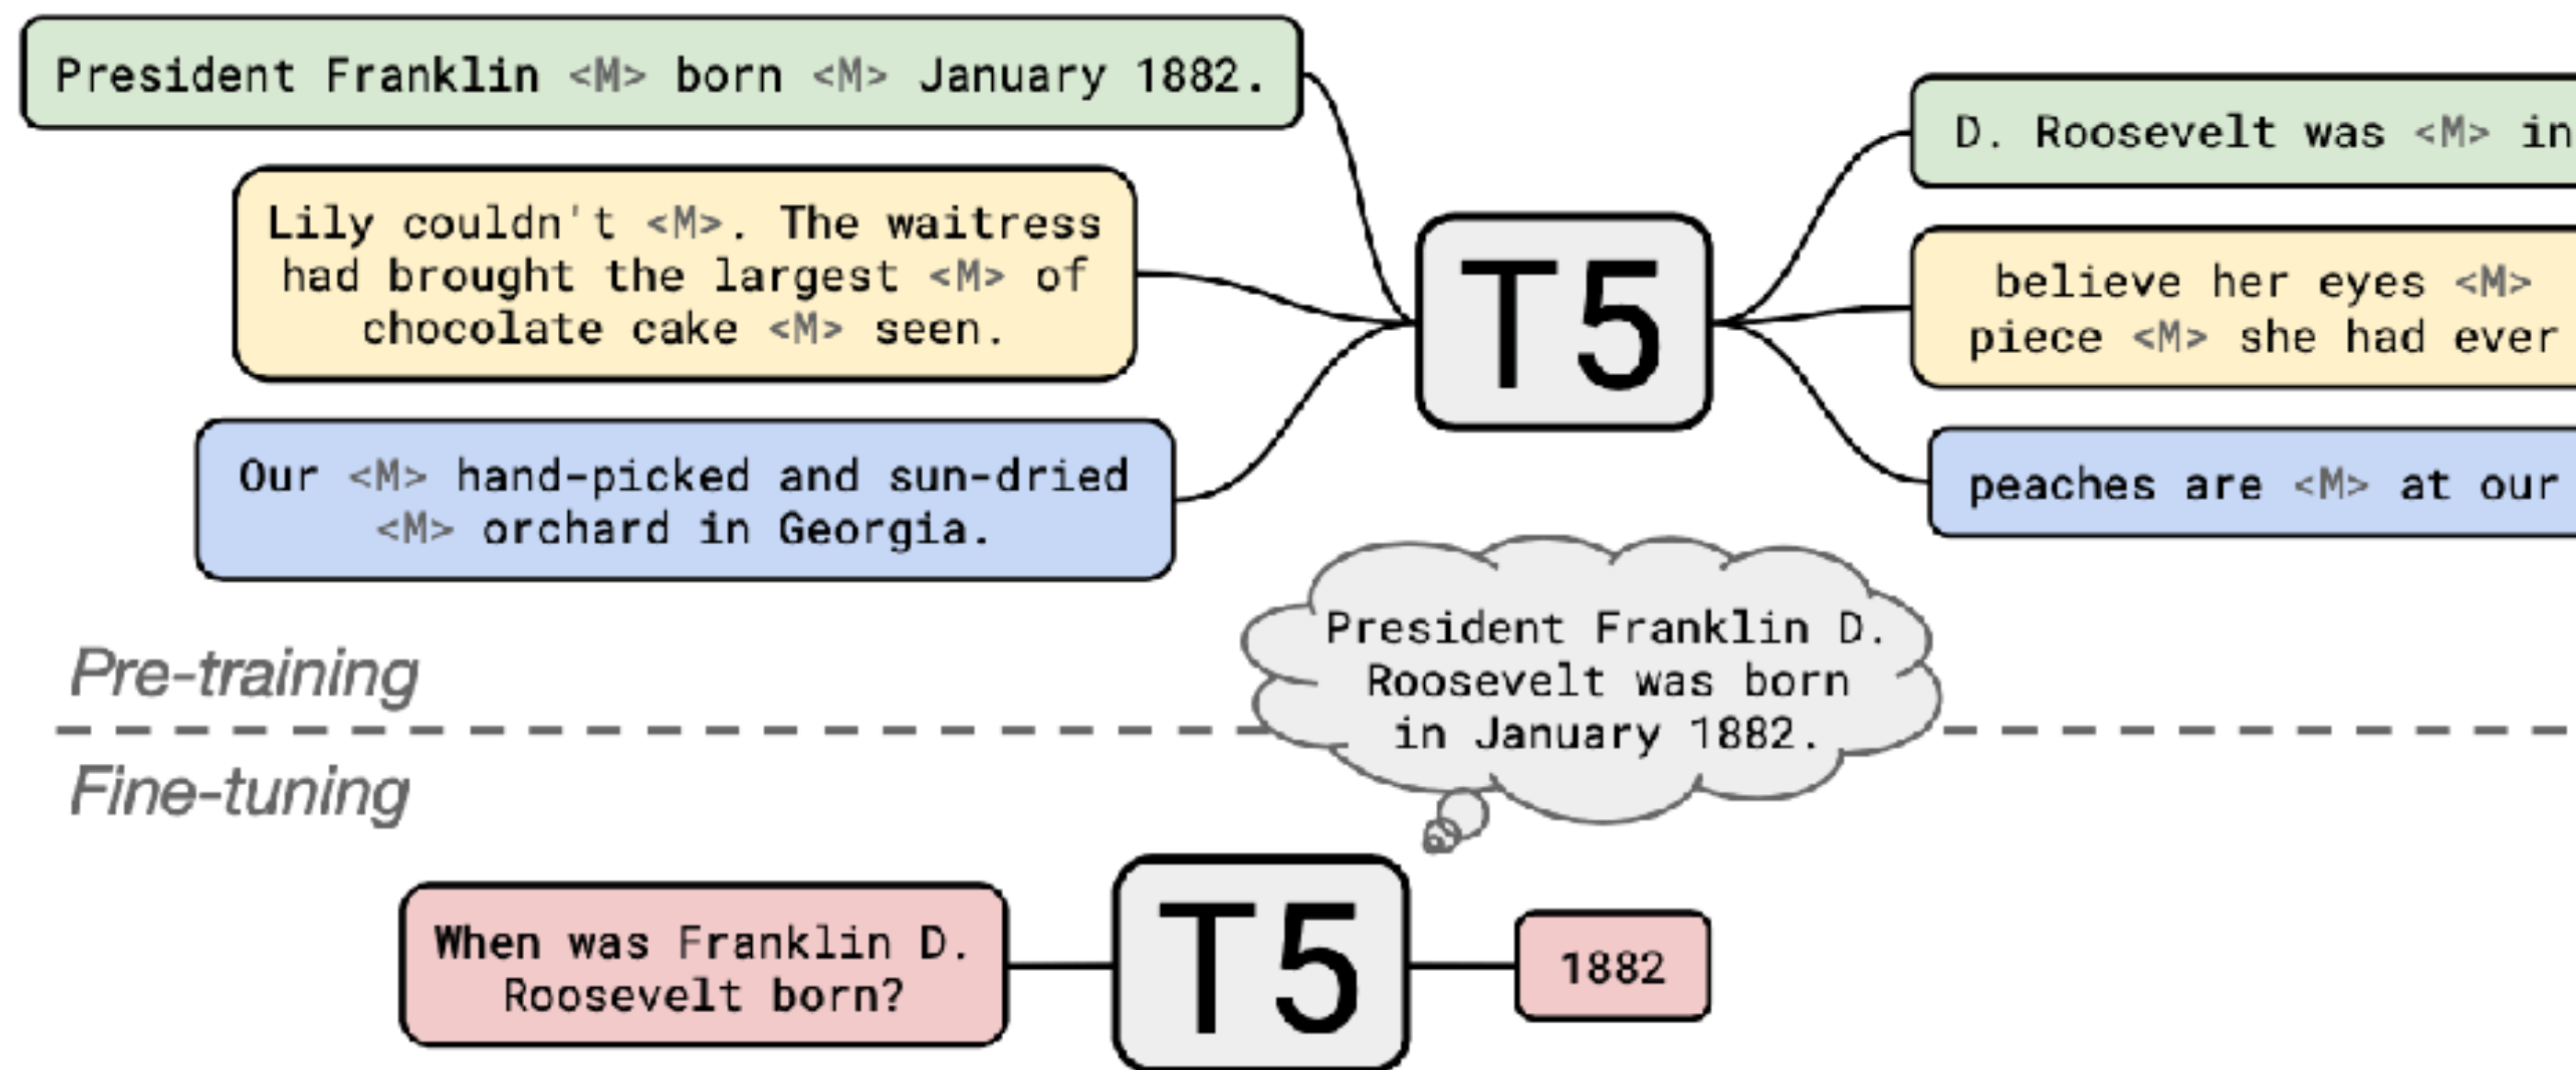 President Franklin <M> born <M> January 1882.
D. Roosevelt was <M> in
Lily couldn't <M>. The waitress
had brought the largest <M> of
chocolate cake <M> seen.
T5
believe her eyes <M>
piece <M> she had ever
Our <M> hand-picked and sun-dried
<M> orchard in Georgia.
peaches are <M> at our
President Franklin D.
Roosevelt was born
in January 1882.
Pre-training
Fine-tuning
When was Franklin D.
Roosevelt born?
T5
1882